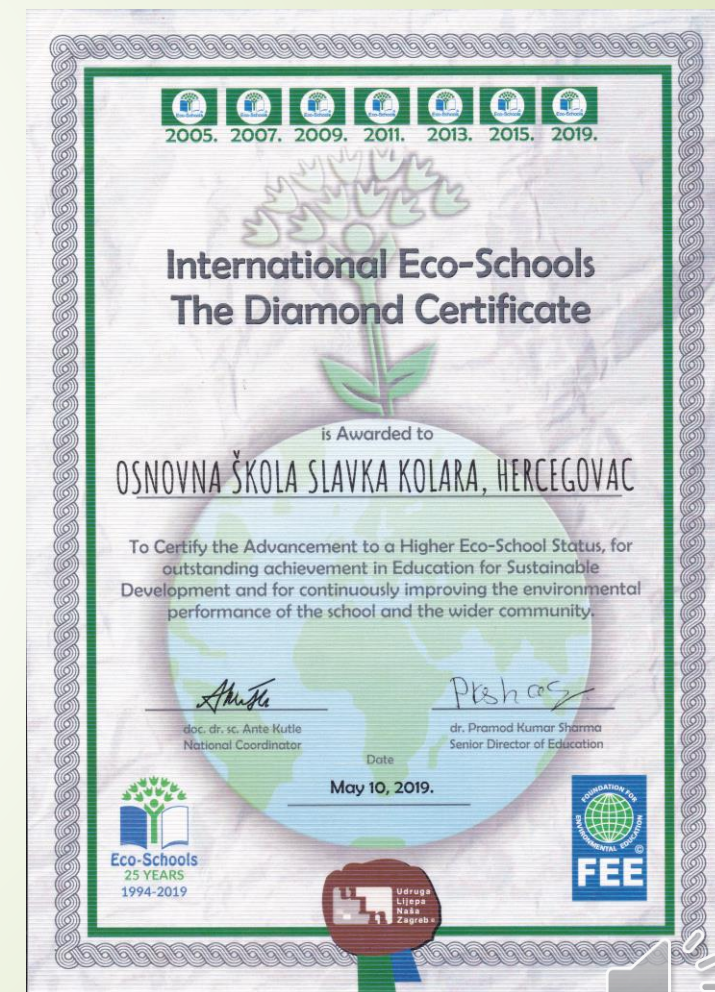 2005. 2007. 2009. 2011. 2013. 2015. 2019.
International Eco-Schools
The Diamond Certificate
is Awarded to
OSNOVNA ŠKOLA SLAVKA KOLARA, HERCEGOVAC
To Certify the Advancement to a Higher Eco-School Status, for
outstanding achievement in Education for Sustainable
Development and for continuously improving the environmental
performance of the school and the wider community.
doc. dr. sc. Ante Kutle
National Coordinator
dr. Pramod Kumar Sharma
Senior Director of Education
Date
May 10, 2019.
Eco-Schools
25 YEARS
1994-2019
FOUNDATION FOR
ENVIRONMENTAL EDUCATION
©
FEE
Udruga
Lijepa
Naša
Zagreb